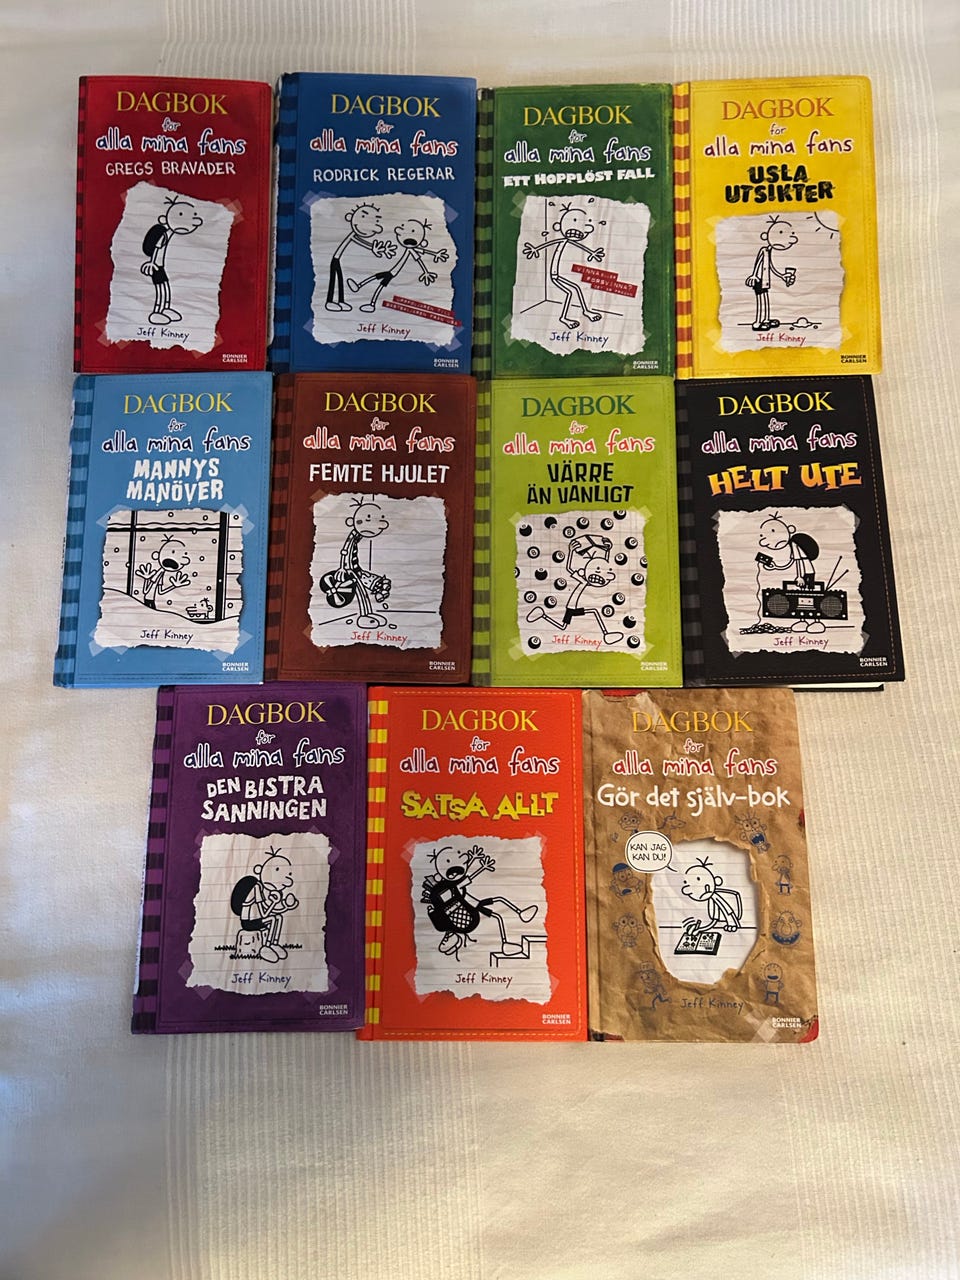 DAGBOK
för
alla mina fans
GREGS BRAVADER
Jeff Kinney
BONNIER
CARLSEN
DAGBOK
för
alla mina fans
RODRICK REGERAR
Jeff Kinney
BONNIER
CARLSEN
DAGBOK
för
alla mina fans
ETT HOPPLÖST FALL
VINNA ELLER
FÖRSVINNA?
Jeff Kinney
BONNIER
CARLSEN
DAGBOK
för
alla mina fans
USLA
UTSIKTER
Jeff Kinney
BONNIER
CARLSEN
DAGBOK
för
alla mina fans
MANNYS
MANÖVER
Jeff Kinney
BONNIER
CARLSEN
DAGBOK
för
alla mina fans
FEMTE HJULET
Jeff Kinney
BONNIER
CARLSEN
DAGBOK
för
alla mina fans
VÄRRE
ÄN VANLIGT
8
Jeff Kinney
BONNIER
CARLSEN
DAGBOK
för
alla mina fans
HELT UTE
Jeff Kinney
BONNIER
CARLSEN
DAGBOK
för
alla mina fans
DEN BISTRA
SANNINGEN
Jeff Kinney
BONNIER
CARLSEN
DAGBOK
för
alla mina fans
SATSA ALLT
Jeff Kinney
BONNIER
CARLSEN
DAGBOK
för
alla mina fans
Gör det själv-bok
KAN JAG
KAN DU!
Jeff Kinney
BONNIER
CARLSEN